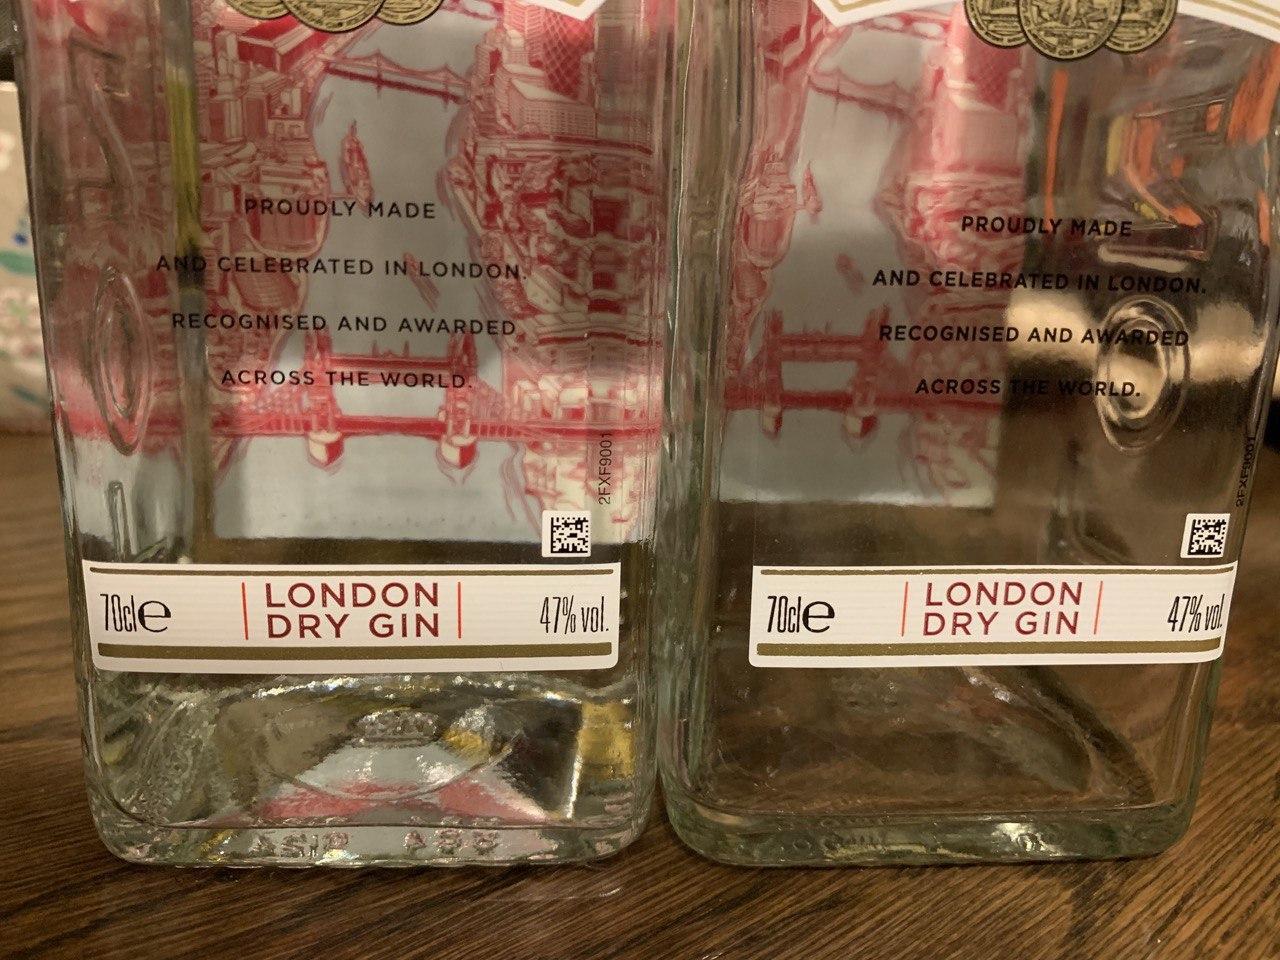 PROUDLY MADE
AND CELEBRATED IN LONDON.
RECOGNISED AND AWARDED
ACROSS THE WORLD.
2FXF9001
70cl e
LONDON
DRY GIN
47% vol.
PROUDLY MADE
AND CELEBRATED IN LONDON.
RECOGNISED AND AWARDED
ACROSS THE WORLD.
2FXF9001
70cl e
LONDON
DRY GIN
47% vol.